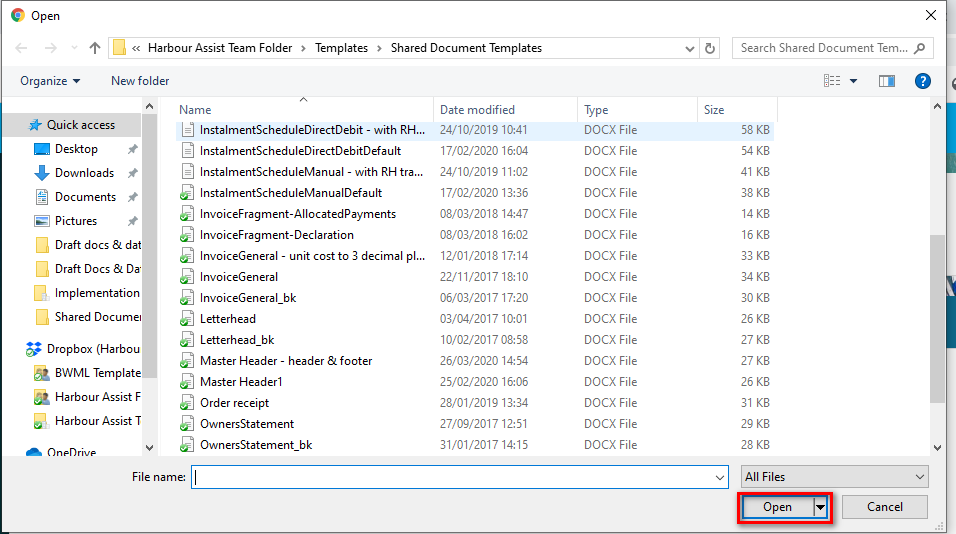 Open
« Harbour Assist Team Folder > Templates > Shared Document Templates
Search Shared Document Tem...
Organize
New folder
Name
Date modified
Type
Size
Quick access
Desktop
Downloads
Documents
Pictures
Draft docs & dat
Draft Docs & Dat
Implementation
Shared Documen
Dropbox (Harbou
BWML Template
Harbour Assist F
Harbour Assist T
OneDrive
InstalmentScheduleDirectDebit - with RH... 24/10/2019 10:41 DOCX File 58 KB
InstalmentScheduleDirectDebitDefault 17/02/2020 16:04 DOCX File 54 KB
InstalmentScheduleManual - with RH tra... 24/10/2019 11:02 DOCX File 41 KB
InstalmentScheduleManualDefault 17/02/2020 13:36 DOCX File 38 KB
InvoiceFragment-AllocatedPayments 08/03/2018 14:47 DOCX File 14 KB
InvoiceFragment-Declaration 08/03/2018 16:02 DOCX File 16 KB
InvoiceGeneral - unit cost to 3 decimal pl... 12/01/2018 17:14 DOCX File 33 KB
InvoiceGeneral 22/11/2017 18:10 DOCX File 34 KB
InvoiceGeneral_bk 06/03/2017 17:20 DOCX File 30 KB
Letterhead 03/04/2017 10:01 DOCX File 26 KB
Letterhead_bk 10/02/2017 08:58 DOCX File 27 KB
Master Header - header & footer 26/03/2020 14:54 DOCX File 27 KB
Master Header1 25/02/2020 16:06 DOCX File 26 KB
Order receipt 28/01/2019 13:34 DOCX File 31 KB
OwnersStatement 27/09/2017 12:51 DOCX File 29 KB
OwnersStatement_bk 31/01/2017 14:15 DOCX File 28 KB
File name:
All Files
Open
Cancel